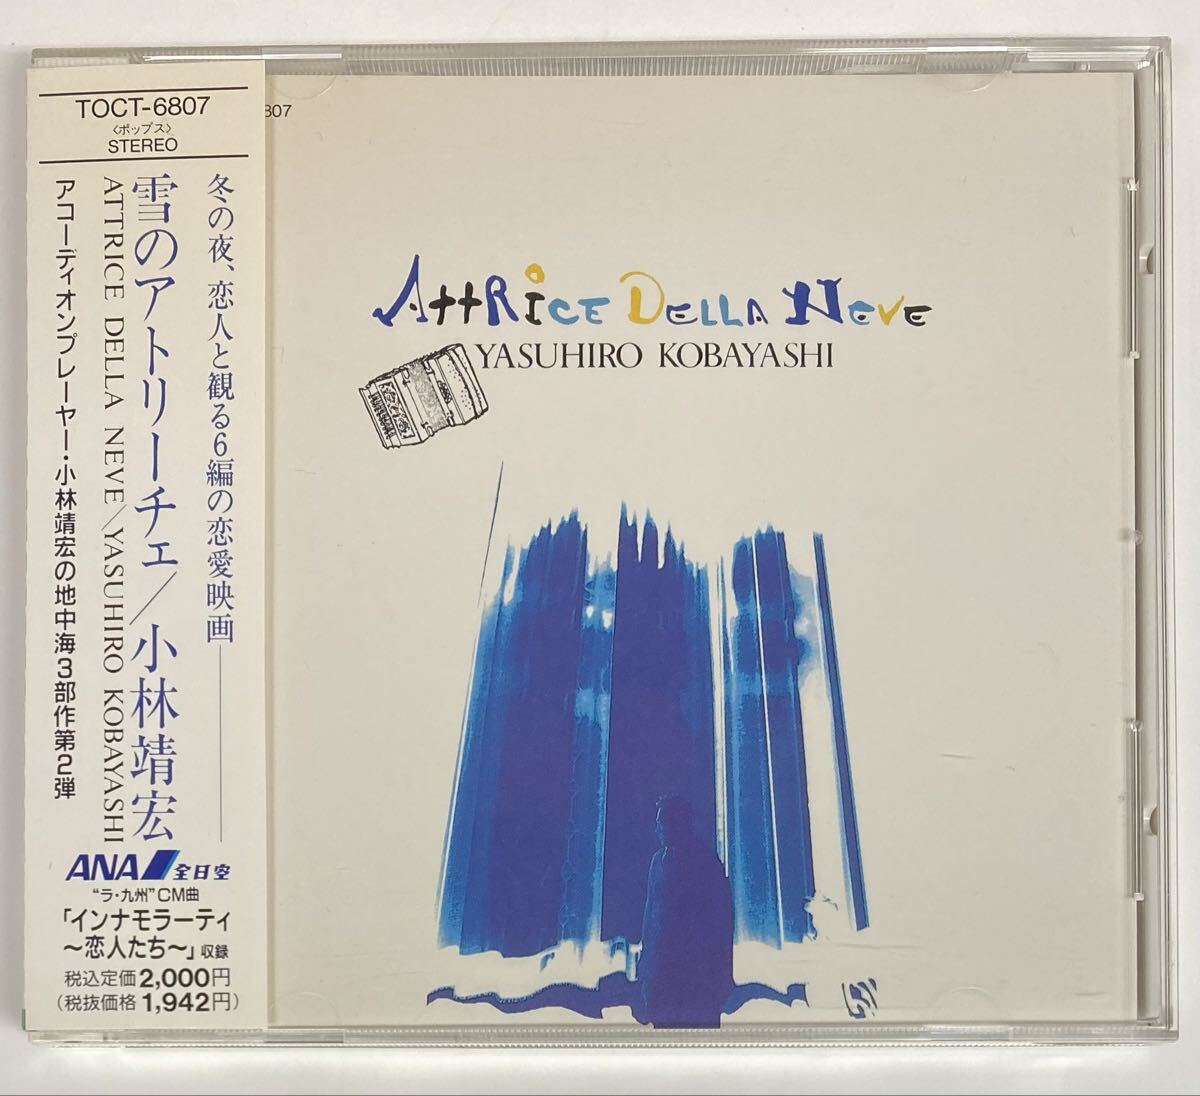 TOCT-6807
〈ポップス〉
STEREO
冬の夜、恋人と観る6編の恋愛映画――
雪のアトリーチェ／小林靖宏
ATTRICE DELLA NEVE／YASUHIRO KOBAYASHI
アコーディオンプレーヤー・小林靖宏の地中海3部作第2弾
ANA 全日空
“ラ・九州”CM曲
「インナモラーティ
〜恋人たち〜」収録
税込定価2,000円
(税抜価格1,942円)
807
ATTRICE DELLA NEVE
YASUHIRO KOBAYASHI